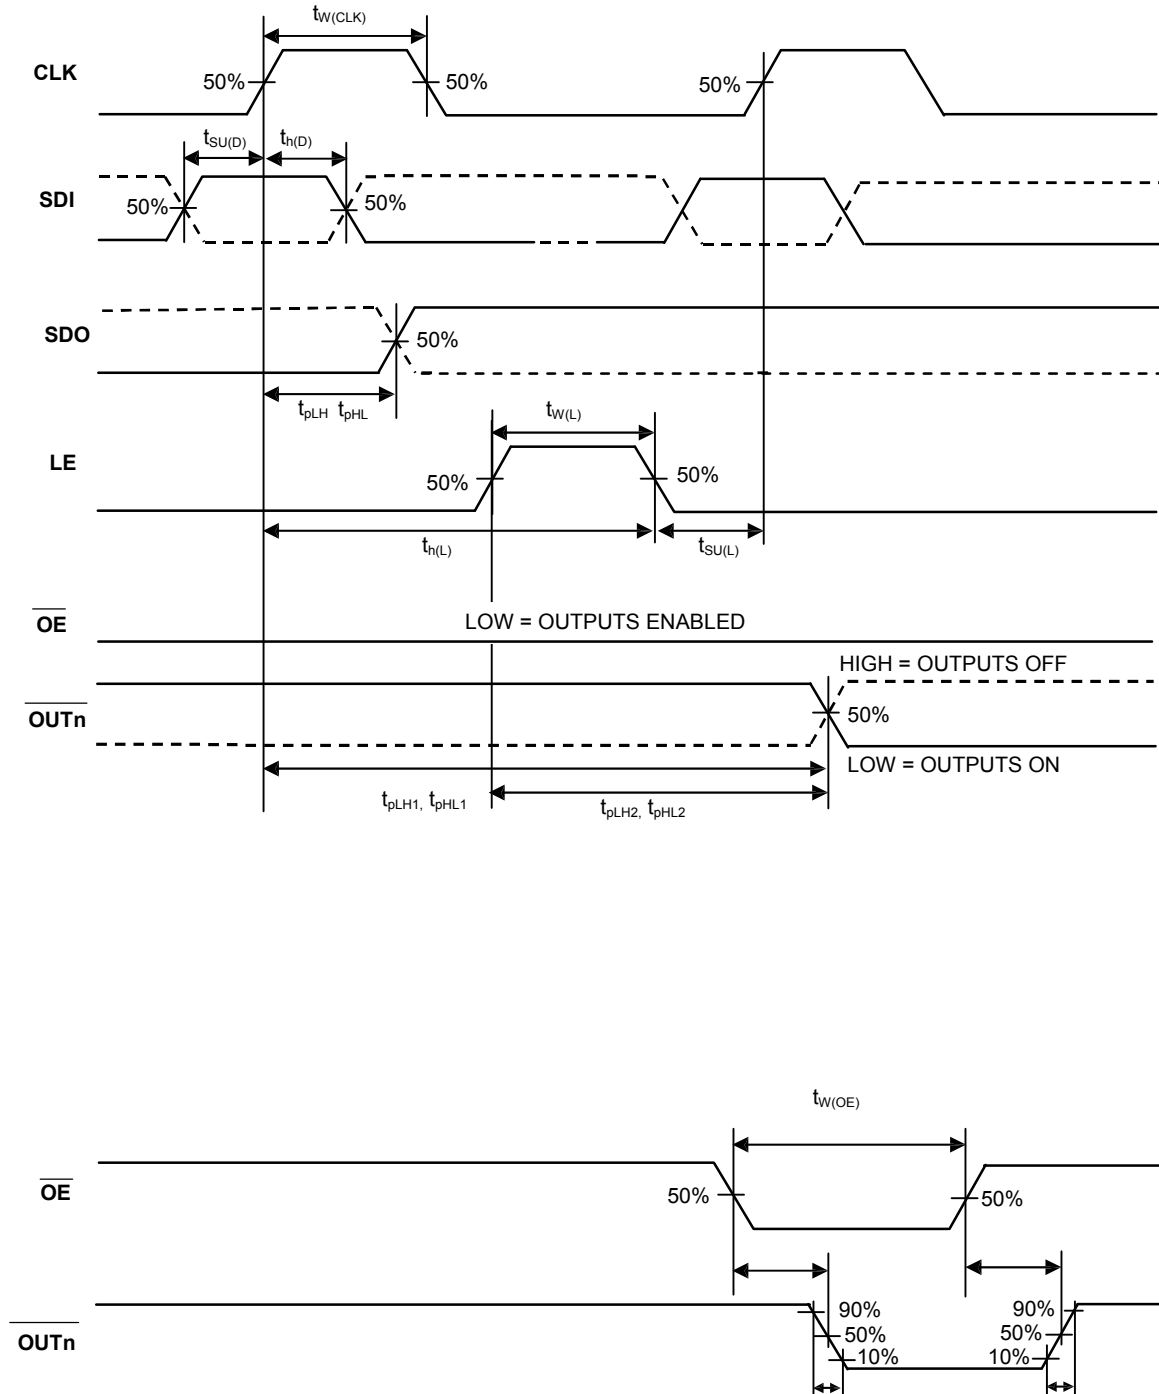 tW(CLK)
CLK
50%
50%
50%
tSU(D)
th(D)
SDI
50%
50%
SDO
50%
tpLH tpHL
tW(L)
LE
50%
50%
th(L)
tSU(L)
OE
LOW = OUTPUTS ENABLED
HIGH = OUTPUTS OFF
OUTn
50%
LOW = OUTPUTS ON
tpLH1, tpHL1
tpLH2, tpHL2
tW(OE)
OE
50%
50%
OUTn
90%
50%
10%
90%
50%
10%